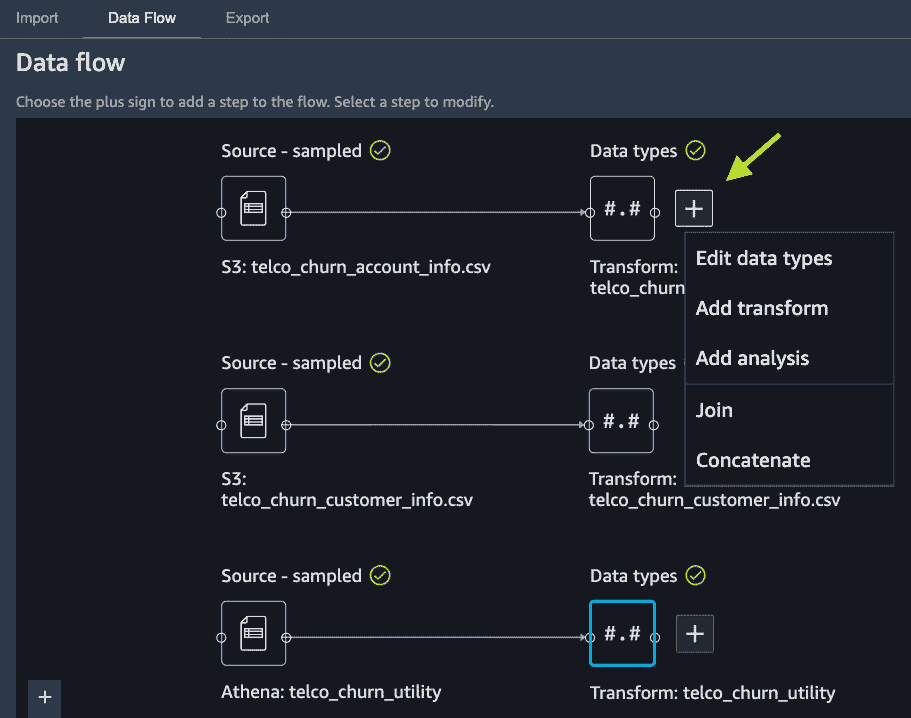 Import Data Flow Export
Data flow
Choose the plus sign to add a step to the flow. Select a step to modify.
Source - sampled
Data types
#.#
S3: telco_churn_account_info.csv
Transform:
telco_churn
Edit data types
Add transform
Add analysis
Join
Concatenate
Source - sampled
Data types
#.#
S3:
telco_churn_customer_info.csv
Transform:
telco_churn_customer_info.csv
Source - sampled
Data types
#.#
Athena: telco_churn_utility
Transform: telco_churn_utility